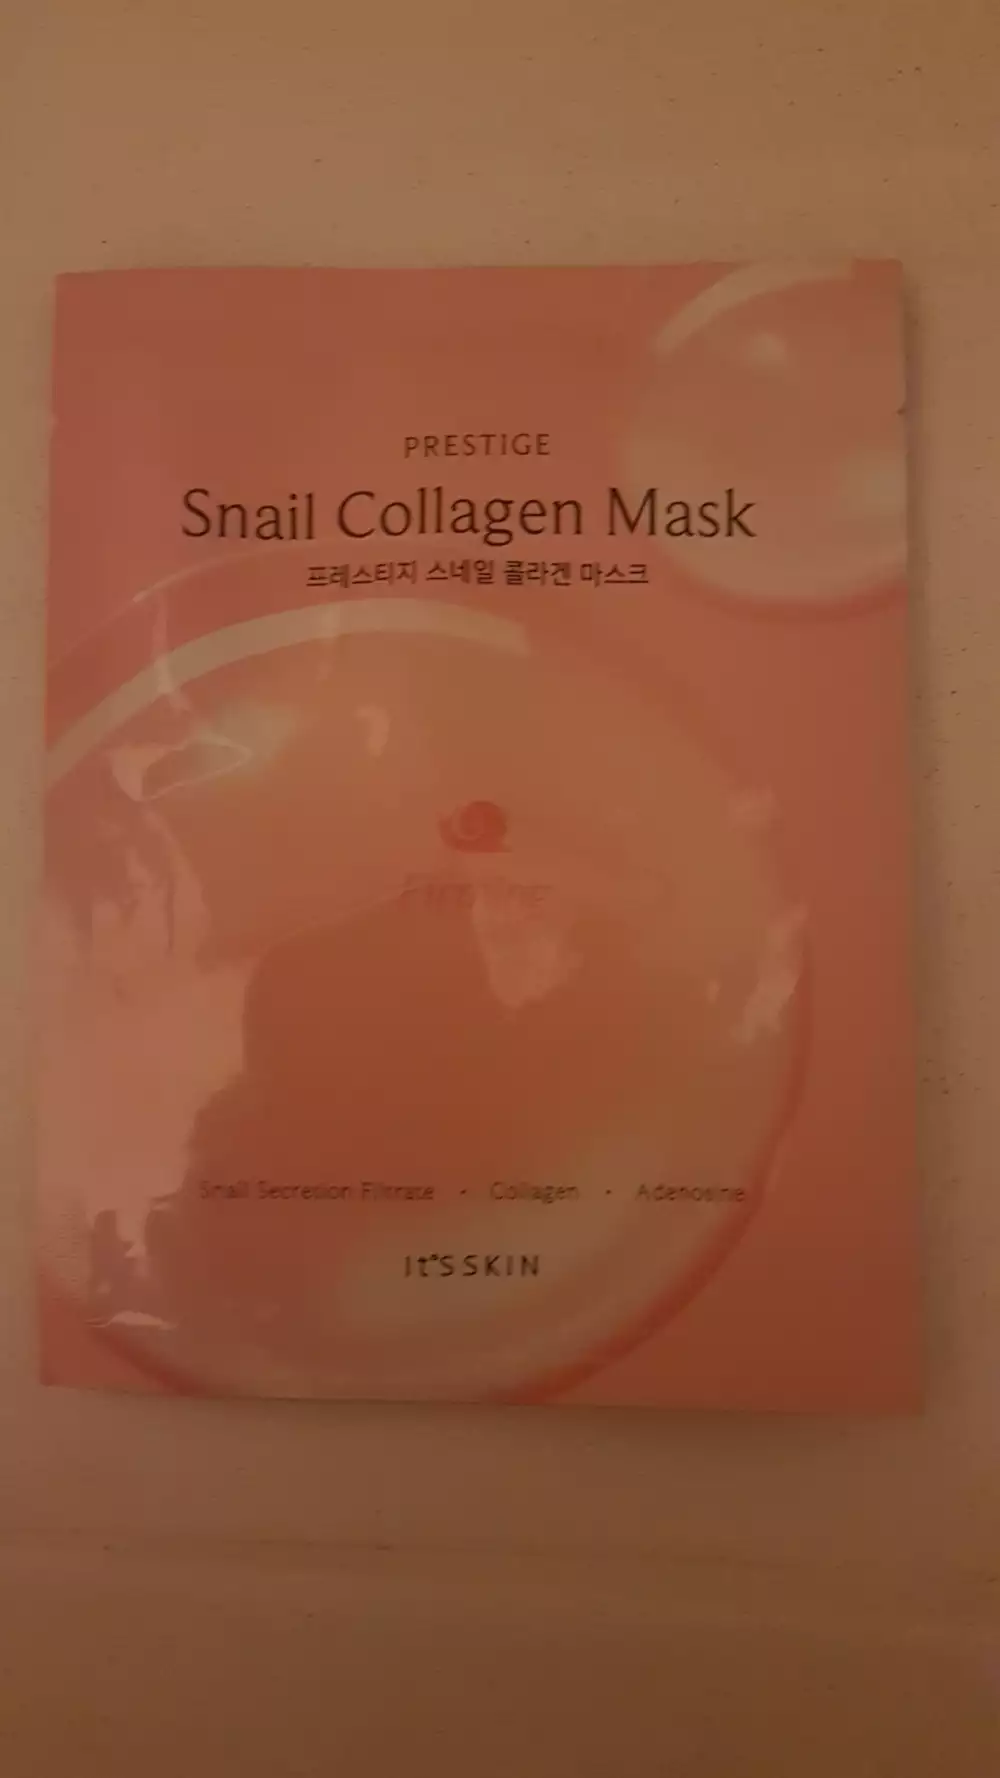 PRESTIGE
Snail Collagen Mask
프레스티지 스네일 콜라겐 마스크
Firming
Snail Secretion Filtrate · Collagen · Adenosine
It'S SKIN